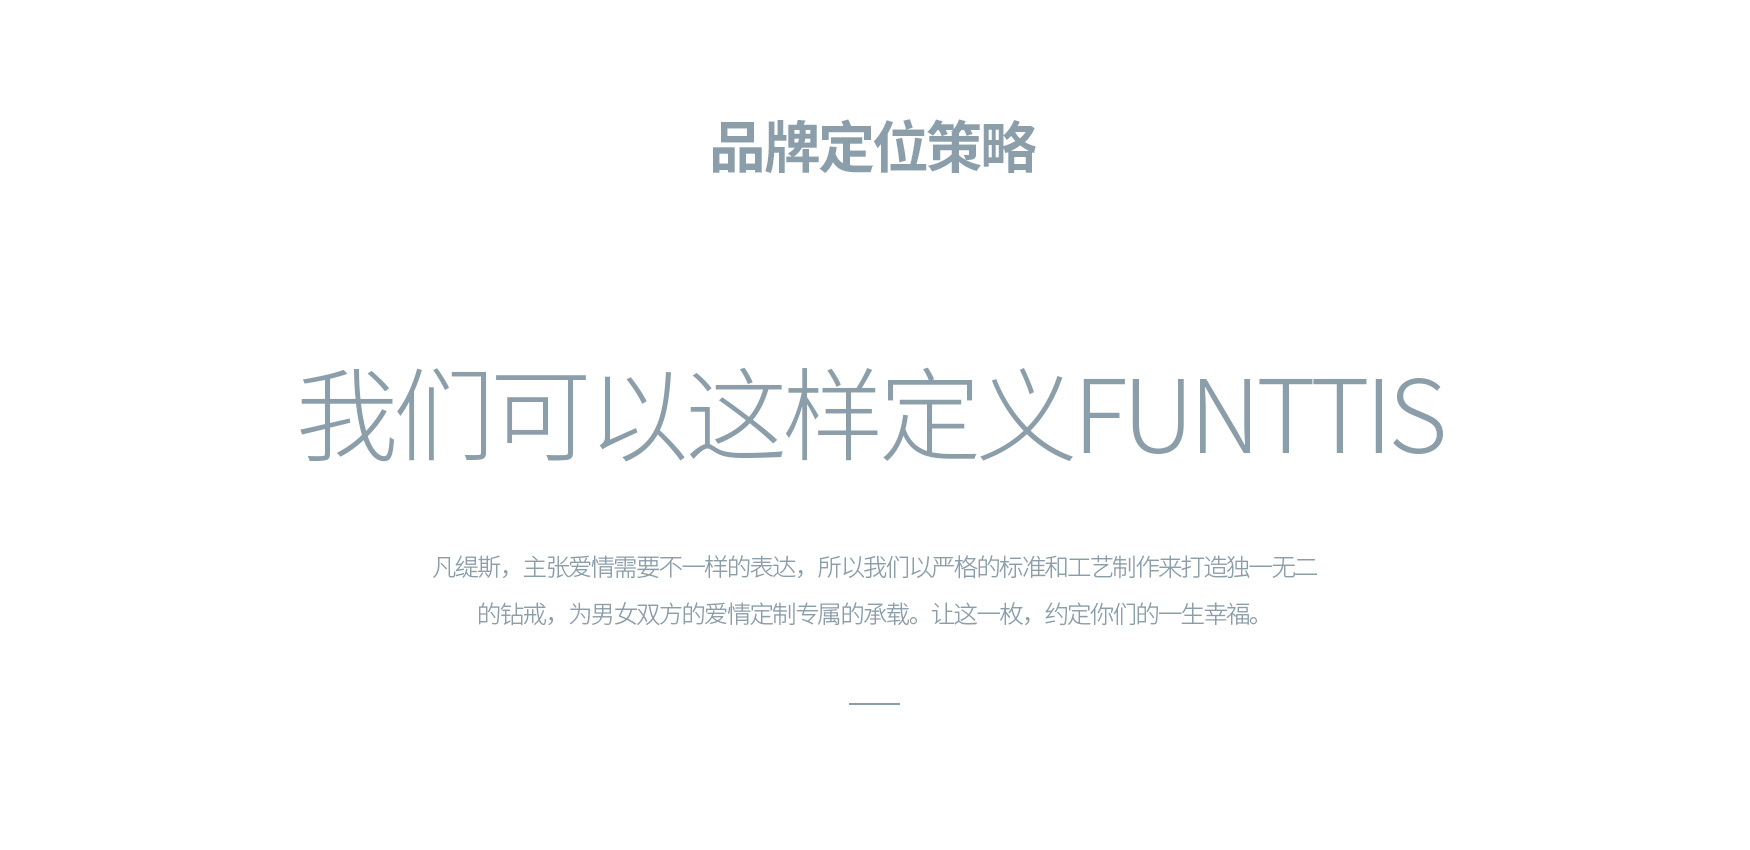 品牌定位策略
我们可以这样定义FUNTTIS
凡缇斯，主张爱情需要不一样的表达，所以我们以严格的标准和工艺制作来打造独一无二
的钻戒，为男女双方的爱情定制专属的承载。让这一枚，约定你们的一生幸福。